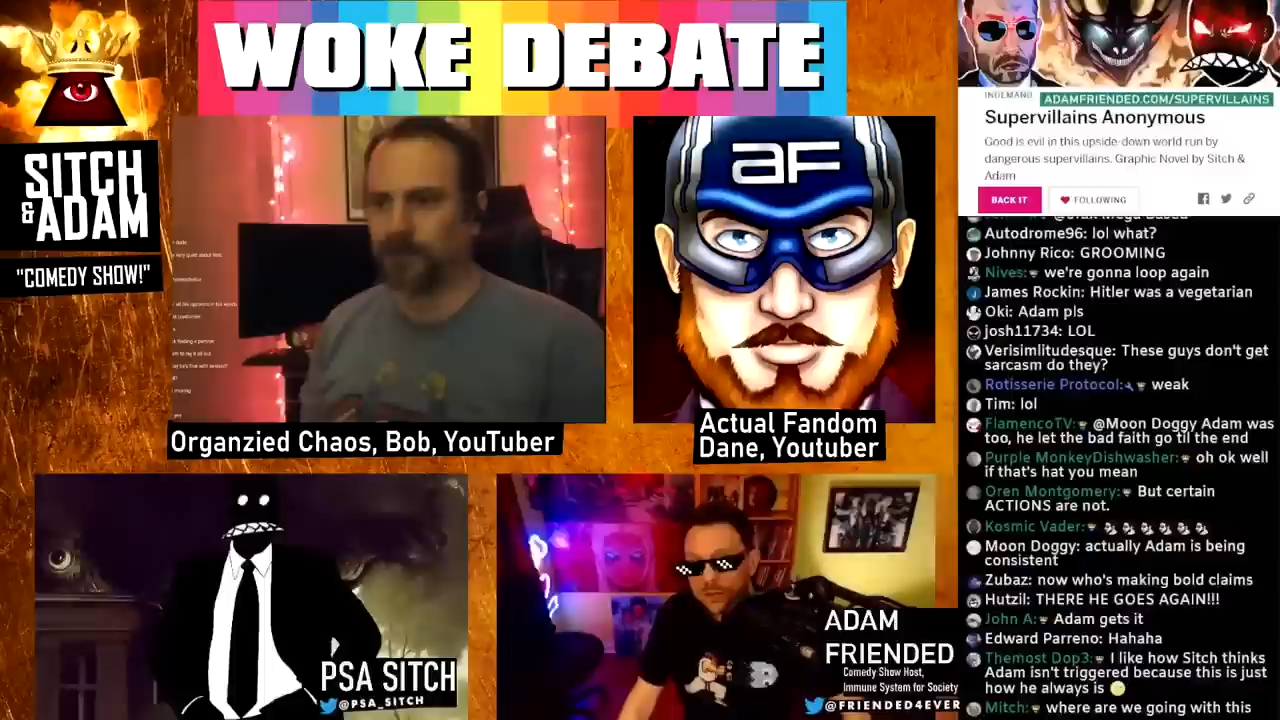 WOKE DEBATE
SITCH
& ADAM
"COMEDY SHOW!"
aF
Organzied Chaos, Bob, YouTuber
Actual Fandom
Dane, Youtuber
PSA SITCH
@PSA_SITCH
ADAM
FRIENDED
Comedy Show Host,
Immune System for Society
@FRIENDED4EVER
INDEMAND
ADAMFRIENDED.COM/SUPERVILLAINS
Supervillains Anonymous
Good is evil in this upside-down world run by
dangerous supervillains. Graphic Novel by Sitch &
Adam
BACK IT
FOLLOWING
Autodrome96: lol what?
Johnny Rico: GROOMING
Nives: we're gonna loop again
James Rockin: Hitler was a vegetarian
Oki: Adam pls
josh11734: LOL
Verisimlitudesque: These guys don't get
sarcasm do they?
Rotisserie Protocol: weak
Tim: lol
FlamencoTV: @Moon Doggy Adam was
too, he let the bad faith go til the end
Purple MonkeyDishwasher: oh ok well
if that's hat you mean
Oren Montgomery: But certain
ACTIONS are not.
Kosmic Vader:
Moon Doggy: actually Adam is being
consistent
Zubaz: now who's making bold claims
Hutzil: THERE HE GOES AGAIN!!!
John A: Adam gets it
Edward Parreno: Hahaha
Themost Dop3: I like how Sitch thinks
Adam isn't triggered because this is just
how he always is
Mitch: where are we going with this